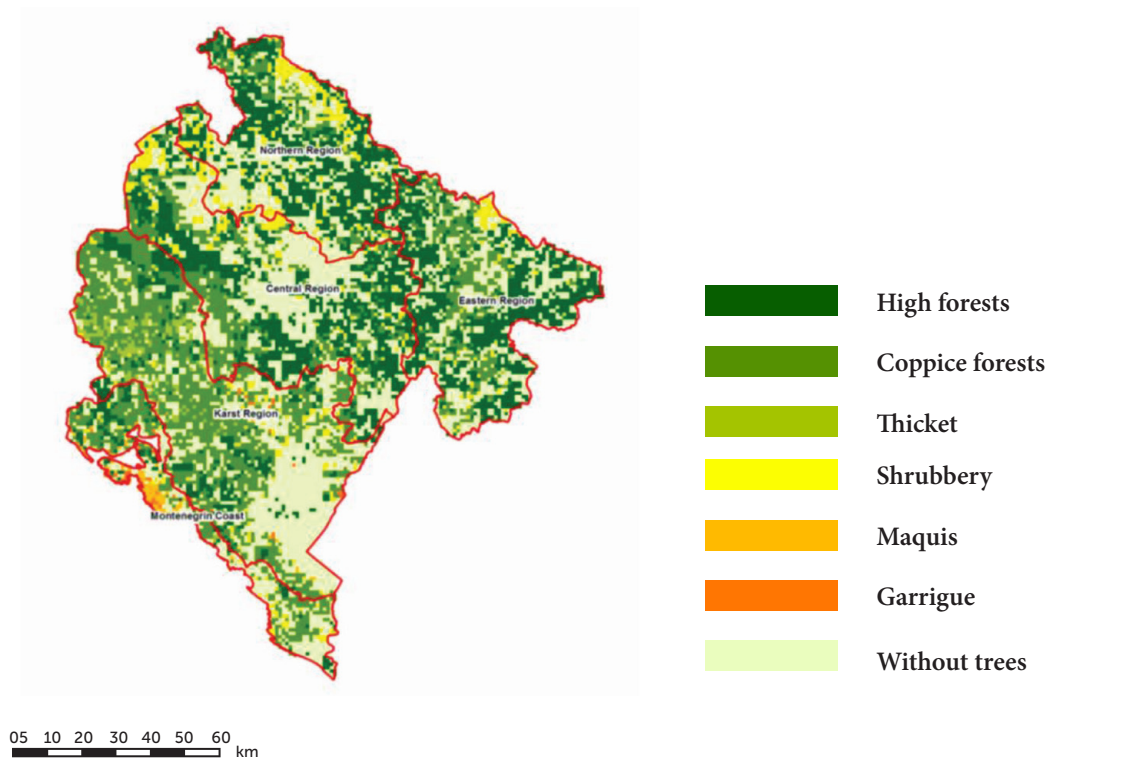 Northern Region
Central Region
Eastern Region
Karst Region
Montenegrin Coast
High forests
Coppice forests
Thicket
Shrubbery
Maquis
Garrigue
Without trees
05 10 20 30 40 50 60
km